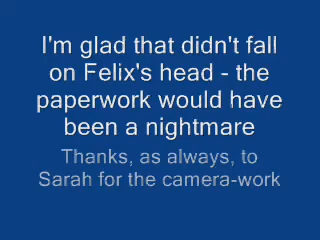 I'm glad that didn't fall
on Felix's head - the
paperwork would have
been a nightmare
Thanks, as always, to
Sarah for the camera-work